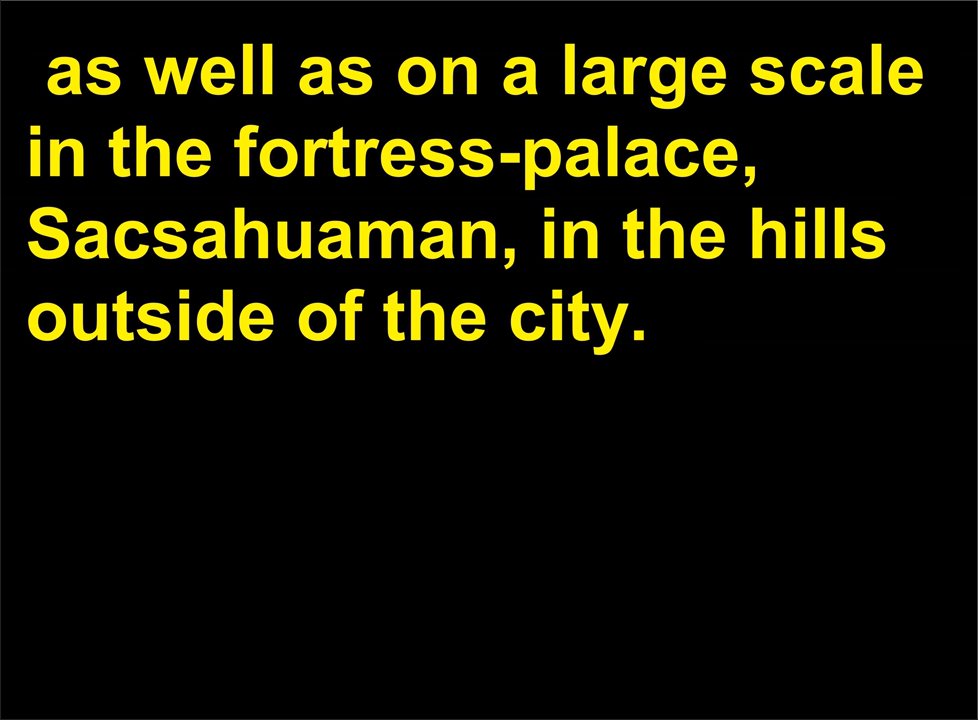 as well as on a large scale
in the fortress-palace,
Sacsahuaman, in the hills
outside of the city.